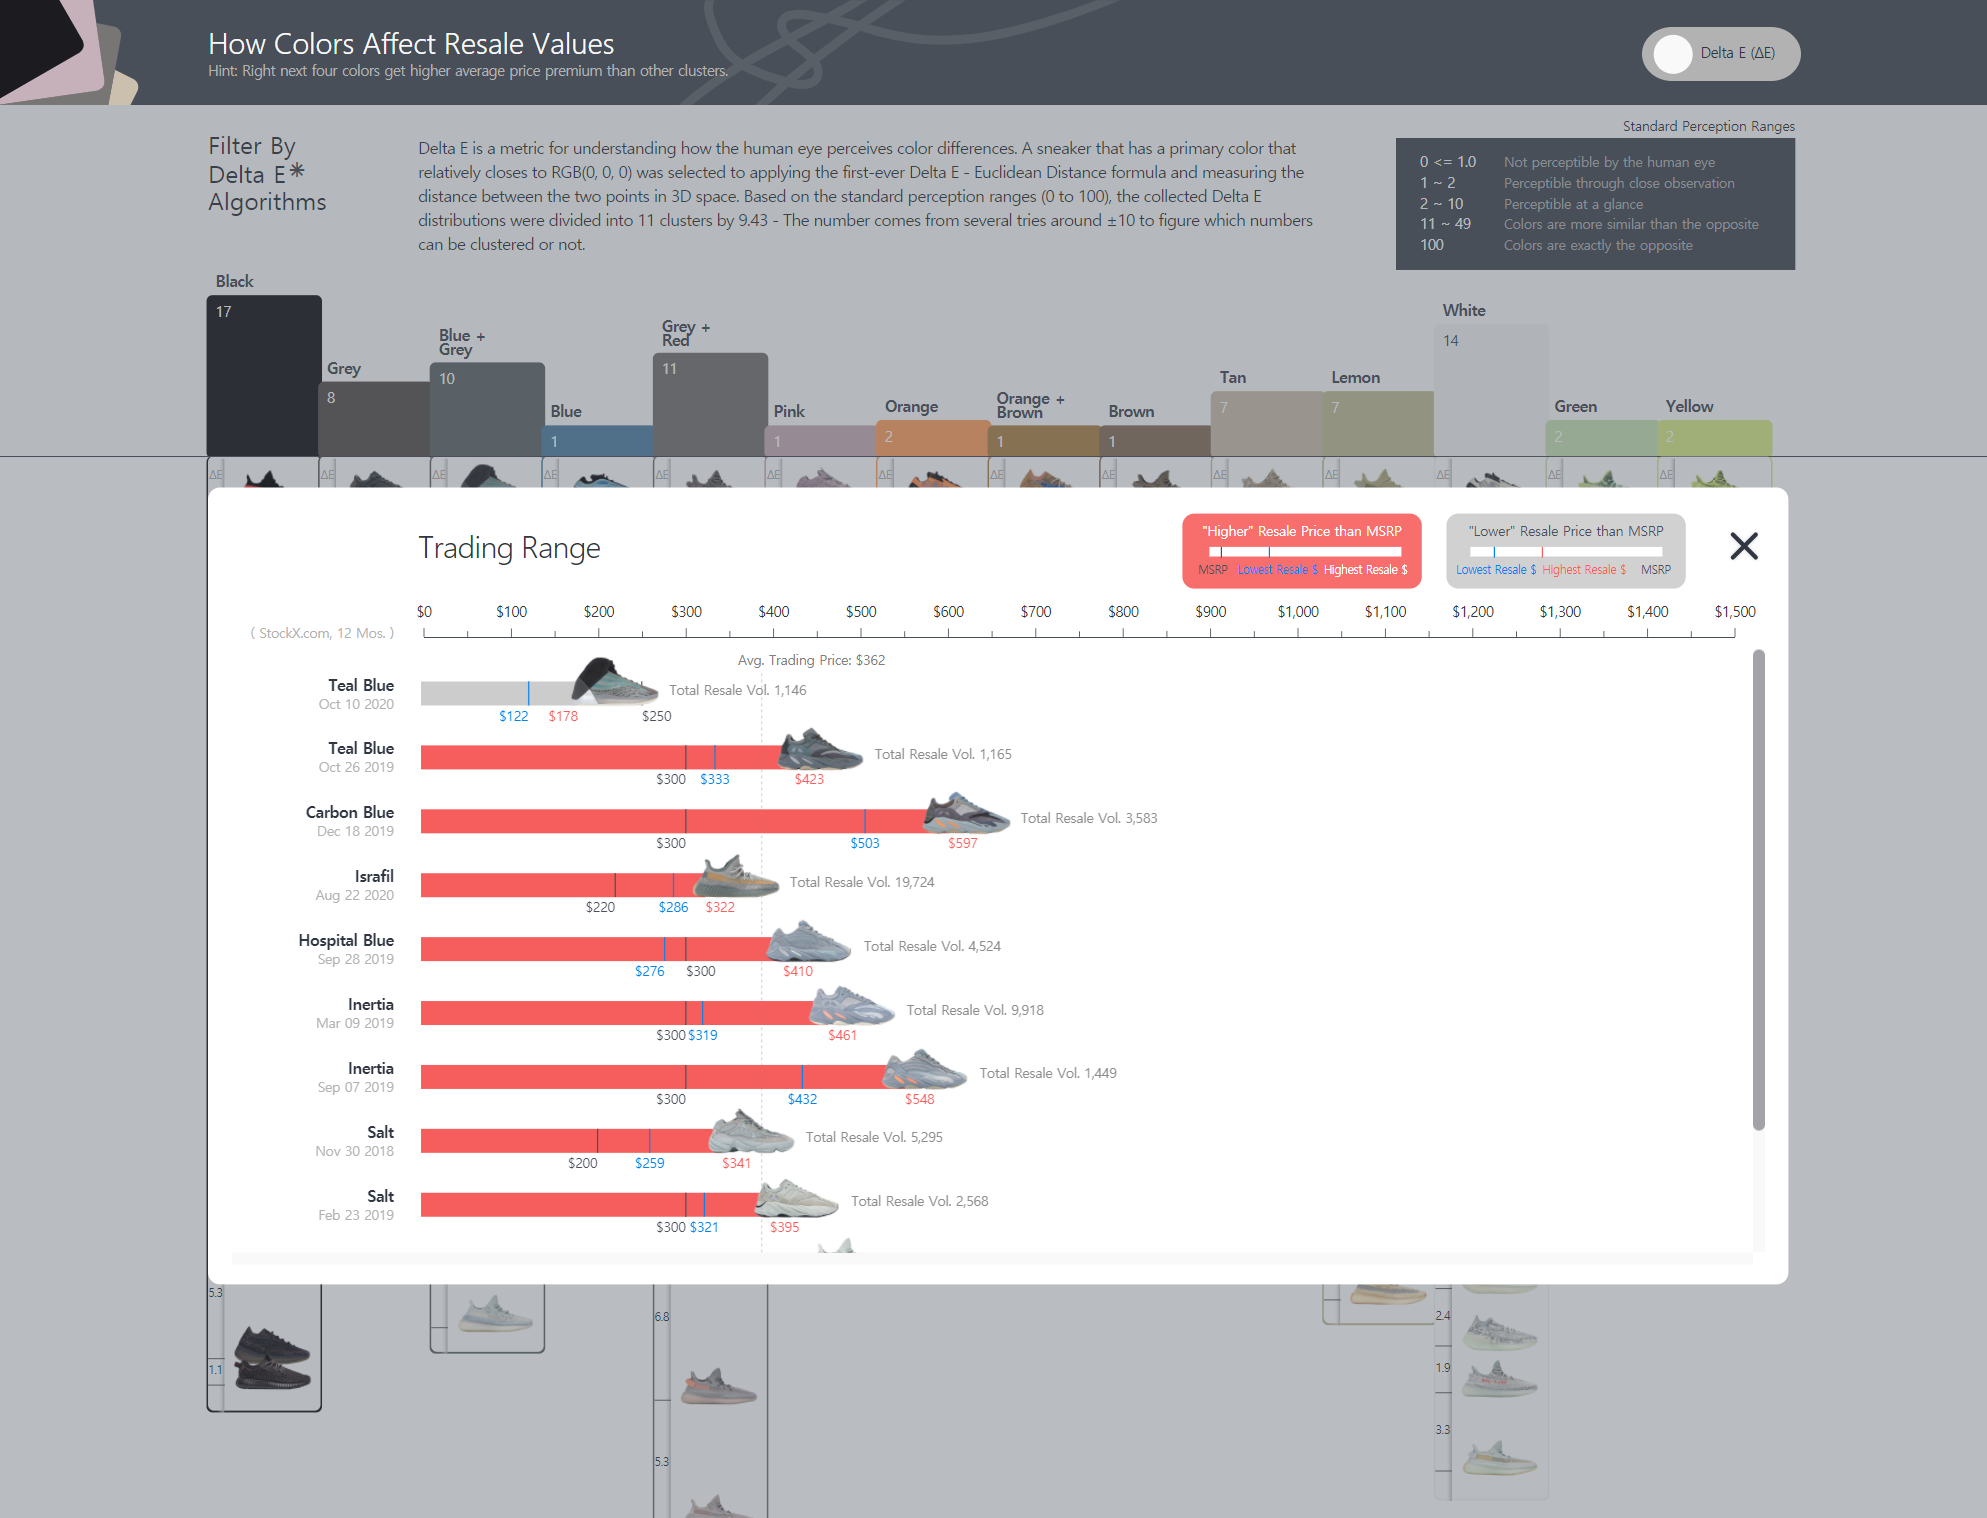 How Colors Affect Resale Values
Hint: Right next four colors get higher average price premium than other clusters.
Delta E (ΔE)
Filter By
Delta E*
Algorithms
Delta E is a metric for understanding how the human eye perceives color differences. A sneaker that has a primary color that
relatively closes to RGB(0, 0, 0) was selected to applying the first-ever Delta E - Euclidean Distance formula and measuring the
distance between the two points in 3D space. Based on the standard perception ranges (0 to 100), the collected Delta E
distributions were divided into 11 clusters by 9.43 - The number comes from several tries around ±10 to figure which numbers
can be clustered or not.
Standard Perception Ranges
0 <= 1.0 Not perceptible by the human eye
1 ~ 2 Perceptible through close observation
2 ~ 10 Perceptible at a glance
11 ~ 49 Colors are more similar than the opposite
100 Colors are exactly the opposite
Black
17
Grey
8
Blue +
Grey
10
Blue
1
Grey +
Red
11
Pink
1
Orange
2
Orange +
Brown
1
Brown
1
Tan
7
Lemon
7
White
14
Green
2
Yellow
2
ΔE ΔE ΔE ΔE ΔE ΔE ΔE ΔE ΔE ΔE ΔE ΔE ΔE ΔE
Trading Range
"Higher" Resale Price than MSRP
MSRP Lowest Resale $ Highest Resale $
"Lower" Resale Price than MSRP
Lowest Resale $ Highest Resale $ MSRP
$0 $100 $200 $300 $400 $500 $600 $700 $800 $900 $1,000 $1,100 $1,200 $1,300 $1,400 $1,500
( StockX.com, 12 Mos. )
Avg. Trading Price: $362
Teal Blue
Oct 10 2020
Total Resale Vol. 1,146
$122 $178 $250
Teal Blue
Oct 26 2019
Total Resale Vol. 1,165
$300 $333 $423
Carbon Blue
Dec 18 2019
Total Resale Vol. 3,583
$300 $503 $597
Israfil
Aug 22 2020
Total Resale Vol. 19,724
$220 $286 $322
Hospital Blue
Sep 28 2019
Total Resale Vol. 4,524
$276 $300 $410
Inertia
Mar 09 2019
Total Resale Vol. 9,918
$300 $319 $461
Inertia
Sep 07 2019
Total Resale Vol. 1,449
$300 $432 $548
Salt
Nov 30 2018
Total Resale Vol. 5,295
$200 $259 $341
Salt
Feb 23 2019
Total Resale Vol. 2,568
$300 $321 $395
5.3
1.1
6.8
5.3
2.4
1.9
3.3